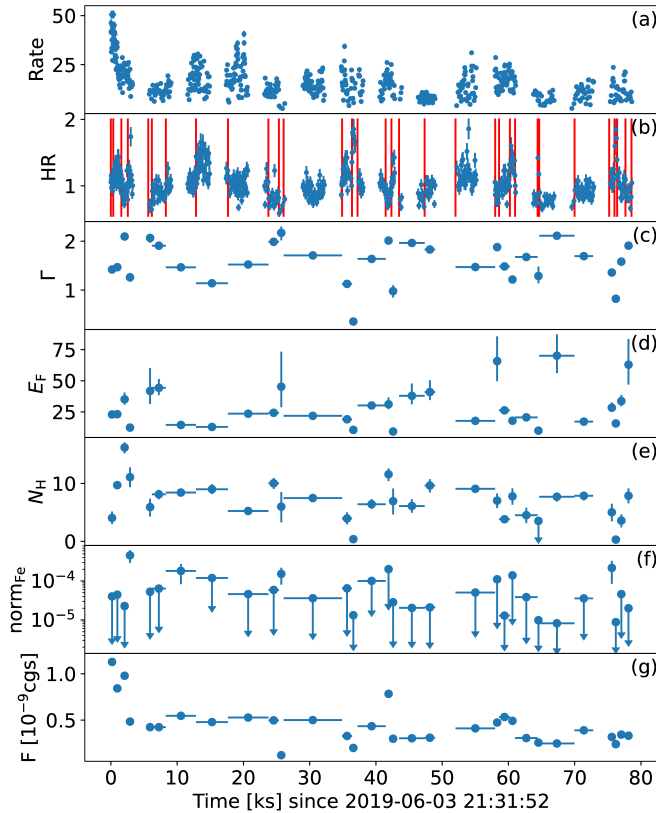 (a)
Rate
50
25
(b)
HR
2
1
(c)
Γ
2
1
(d)
E_F
75
50
25
(e)
N_H
10
0
(f)
norm_Fe
10^{-4}
10^{-5}
(g)
F [10^{-9}cgs]
1.0
0.5
0 10 20 30 40 50 60 70 80
Time [ks] since 2019-06-03 21:31:52